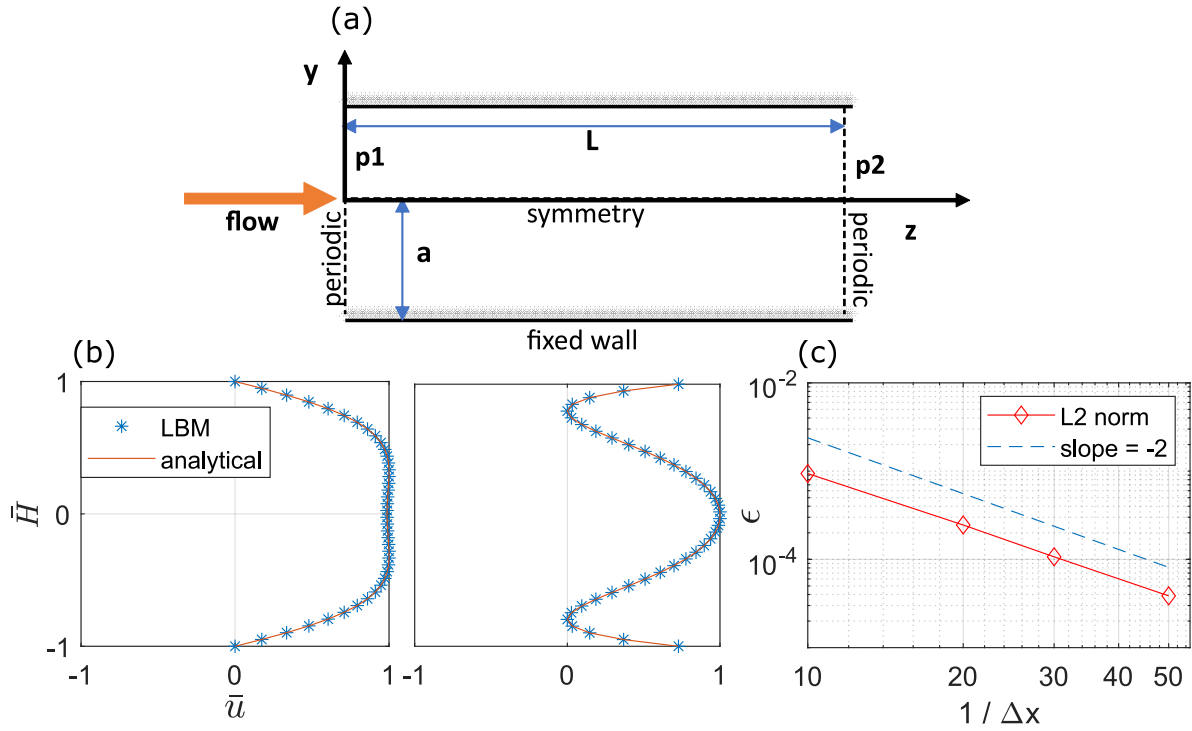 (a)
y
L
p1
p2
flow
symmetry
z
periodic
periodic
a
fixed wall
(b)
(c)
1
0
-1
H̄
LBM
analytical
-1
0
1
ū
-1
0
1
10⁻²
10⁻⁴
ϵ
L2 norm
slope = -2
10
20
30
50
1 / Δx